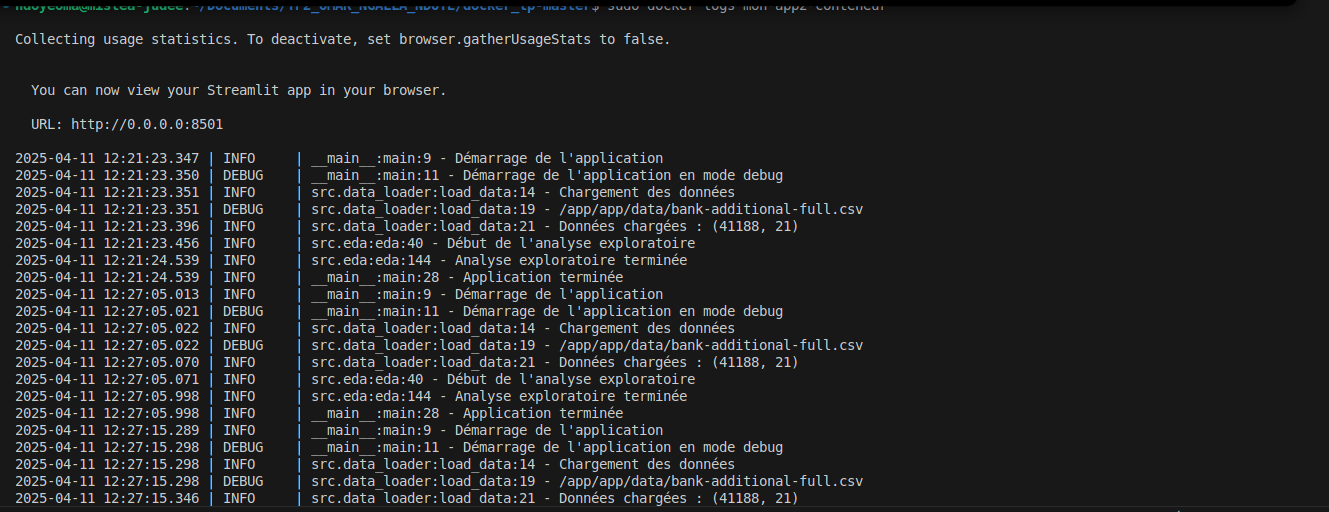 :~/Documents/TP2_OMAR_NGALLA_NDOYE/docker_tp-master$ sudo docker logs mon-app2-conteneur
Collecting usage statistics. To deactivate, set browser.gatherUsageStats to false.
You can now view your Streamlit app in your browser.
URL: http://0.0.0.0:8501
2025-04-11 12:21:23.347 | INFO     | __main__:main:9 - Démarrage de l'application
2025-04-11 12:21:23.350 | DEBUG    | __main__:main:11 - Démarrage de l'application en mode debug
2025-04-11 12:21:23.351 | INFO     | src.data_loader:load_data:14 - Chargement des données
2025-04-11 12:21:23.351 | DEBUG    | src.data_loader:load_data:19 - /app/app/data/bank-additional-full.csv
2025-04-11 12:21:23.396 | INFO     | src.data_loader:load_data:21 - Données chargées : (41188, 21)
2025-04-11 12:21:23.456 | INFO     | src.eda:eda:40 - Début de l'analyse exploratoire
2025-04-11 12:21:24.539 | INFO     | src.eda:eda:144 - Analyse exploratoire terminée
2025-04-11 12:21:24.539 | INFO     | __main__:main:28 - Application terminée
2025-04-11 12:27:05.013 | INFO     | __main__:main:9 - Démarrage de l'application
2025-04-11 12:27:05.021 | DEBUG    | __main__:main:11 - Démarrage de l'application en mode debug
2025-04-11 12:27:05.022 | INFO     | src.data_loader:load_data:14 - Chargement des données
2025-04-11 12:27:05.022 | DEBUG    | src.data_loader:load_data:19 - /app/app/data/bank-additional-full.csv
2025-04-11 12:27:05.070 | INFO     | src.data_loader:load_data:21 - Données chargées : (41188, 21)
2025-04-11 12:27:05.071 | INFO     | src.eda:eda:40 - Début de l'analyse exploratoire
2025-04-11 12:27:05.998 | INFO     | src.eda:eda:144 - Analyse exploratoire terminée
2025-04-11 12:27:05.998 | INFO     | __main__:main:28 - Application terminée
2025-04-11 12:27:15.289 | INFO     | __main__:main:9 - Démarrage de l'application
2025-04-11 12:27:15.298 | DEBUG    | __main__:main:11 - Démarrage de l'application en mode debug
2025-04-11 12:27:15.298 | INFO     | src.data_loader:load_data:14 - Chargement des données
2025-04-11 12:27:15.298 | DEBUG    | src.data_loader:load_data:19 - /app/app/data/bank-additional-full.csv
2025-04-11 12:27:15.346 | INFO     | src.data_loader:load_data:21 - Données chargées : (41188, 21)